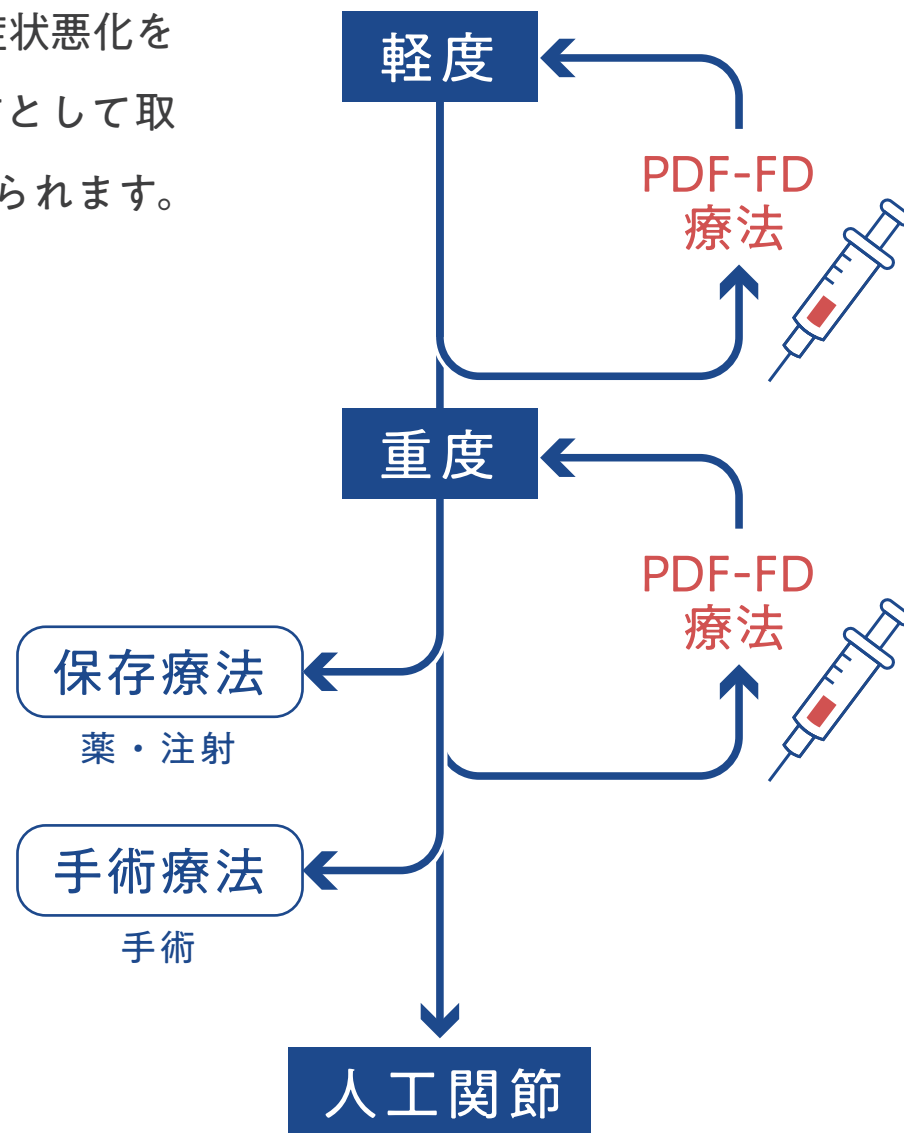 症状悪化を
として取
られます。
軽度
PDF-FD
療法
重度
PDF-FD
療法
保存療法
薬・注射
手術療法
手術
人工関節